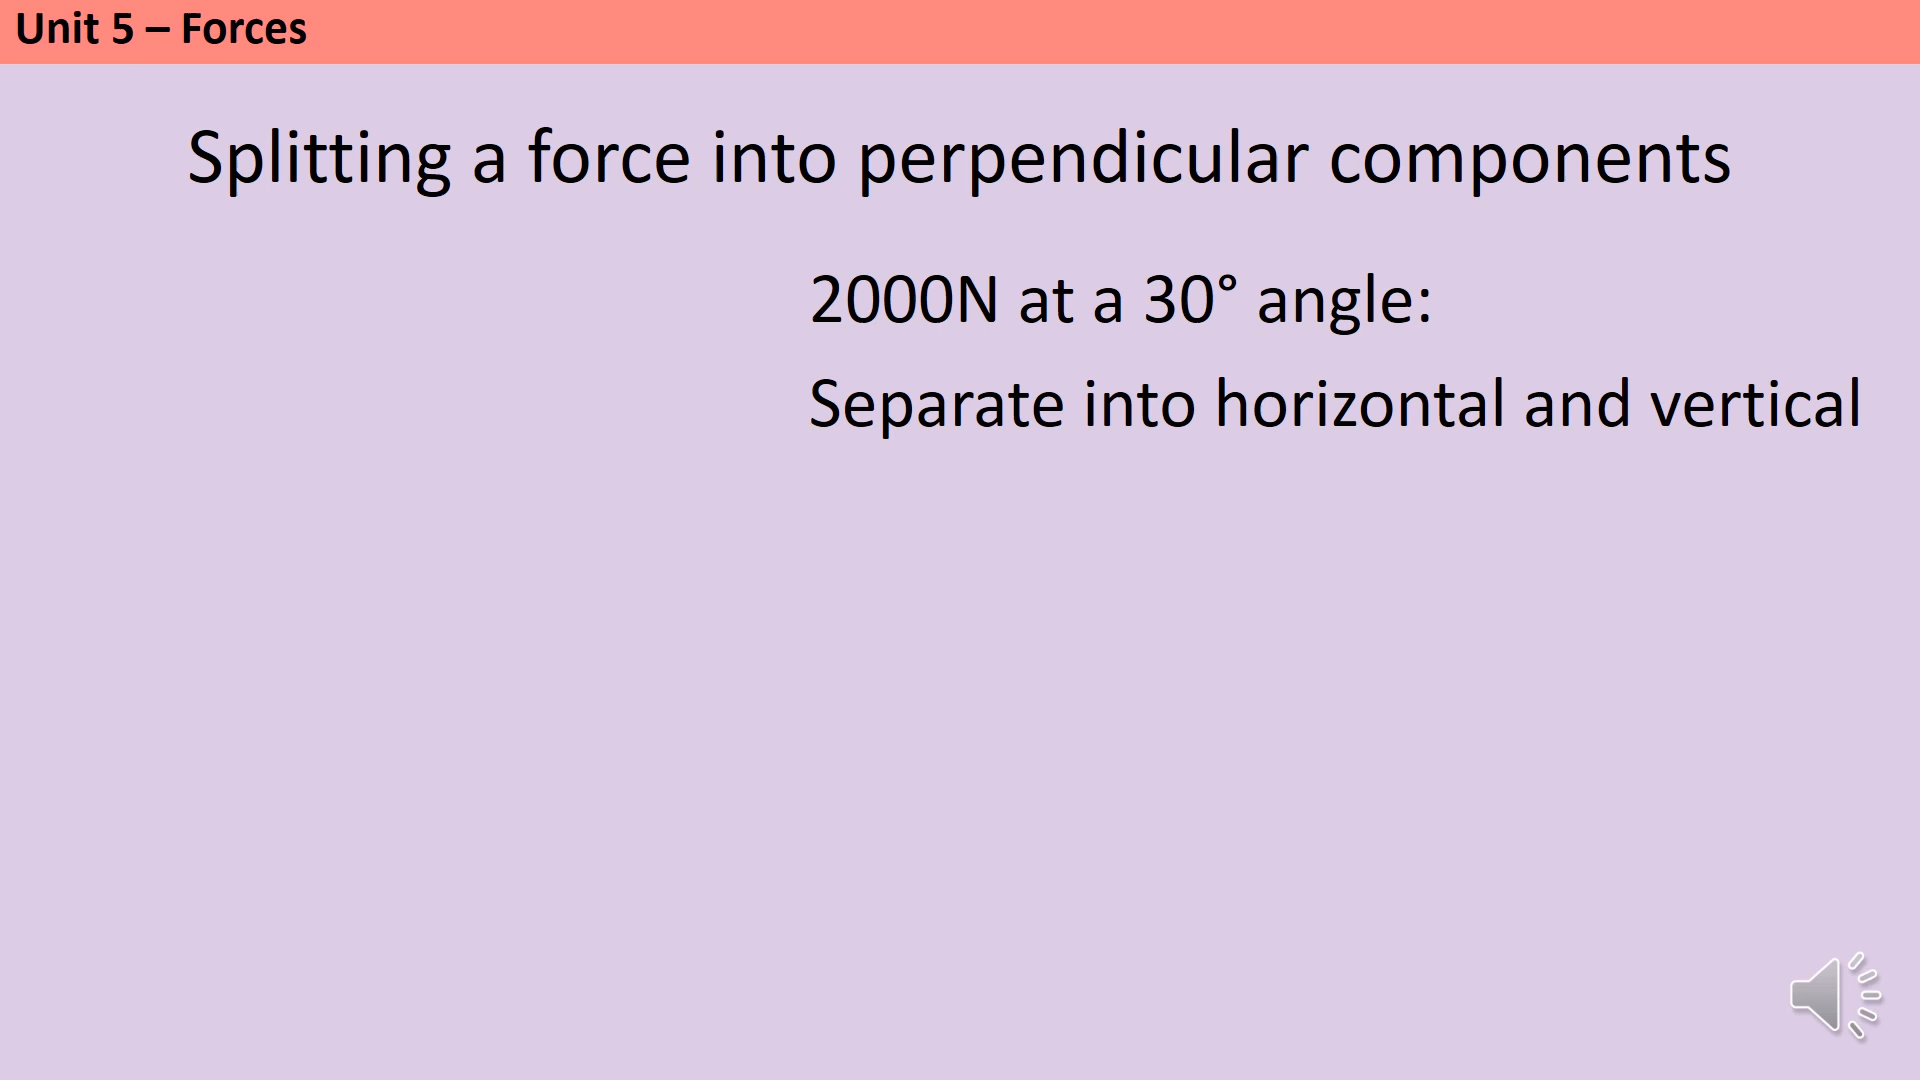 Unit 5 – Forces
Splitting a force into perpendicular components
2000N at a 30° angle:
Separate into horizontal and vertical